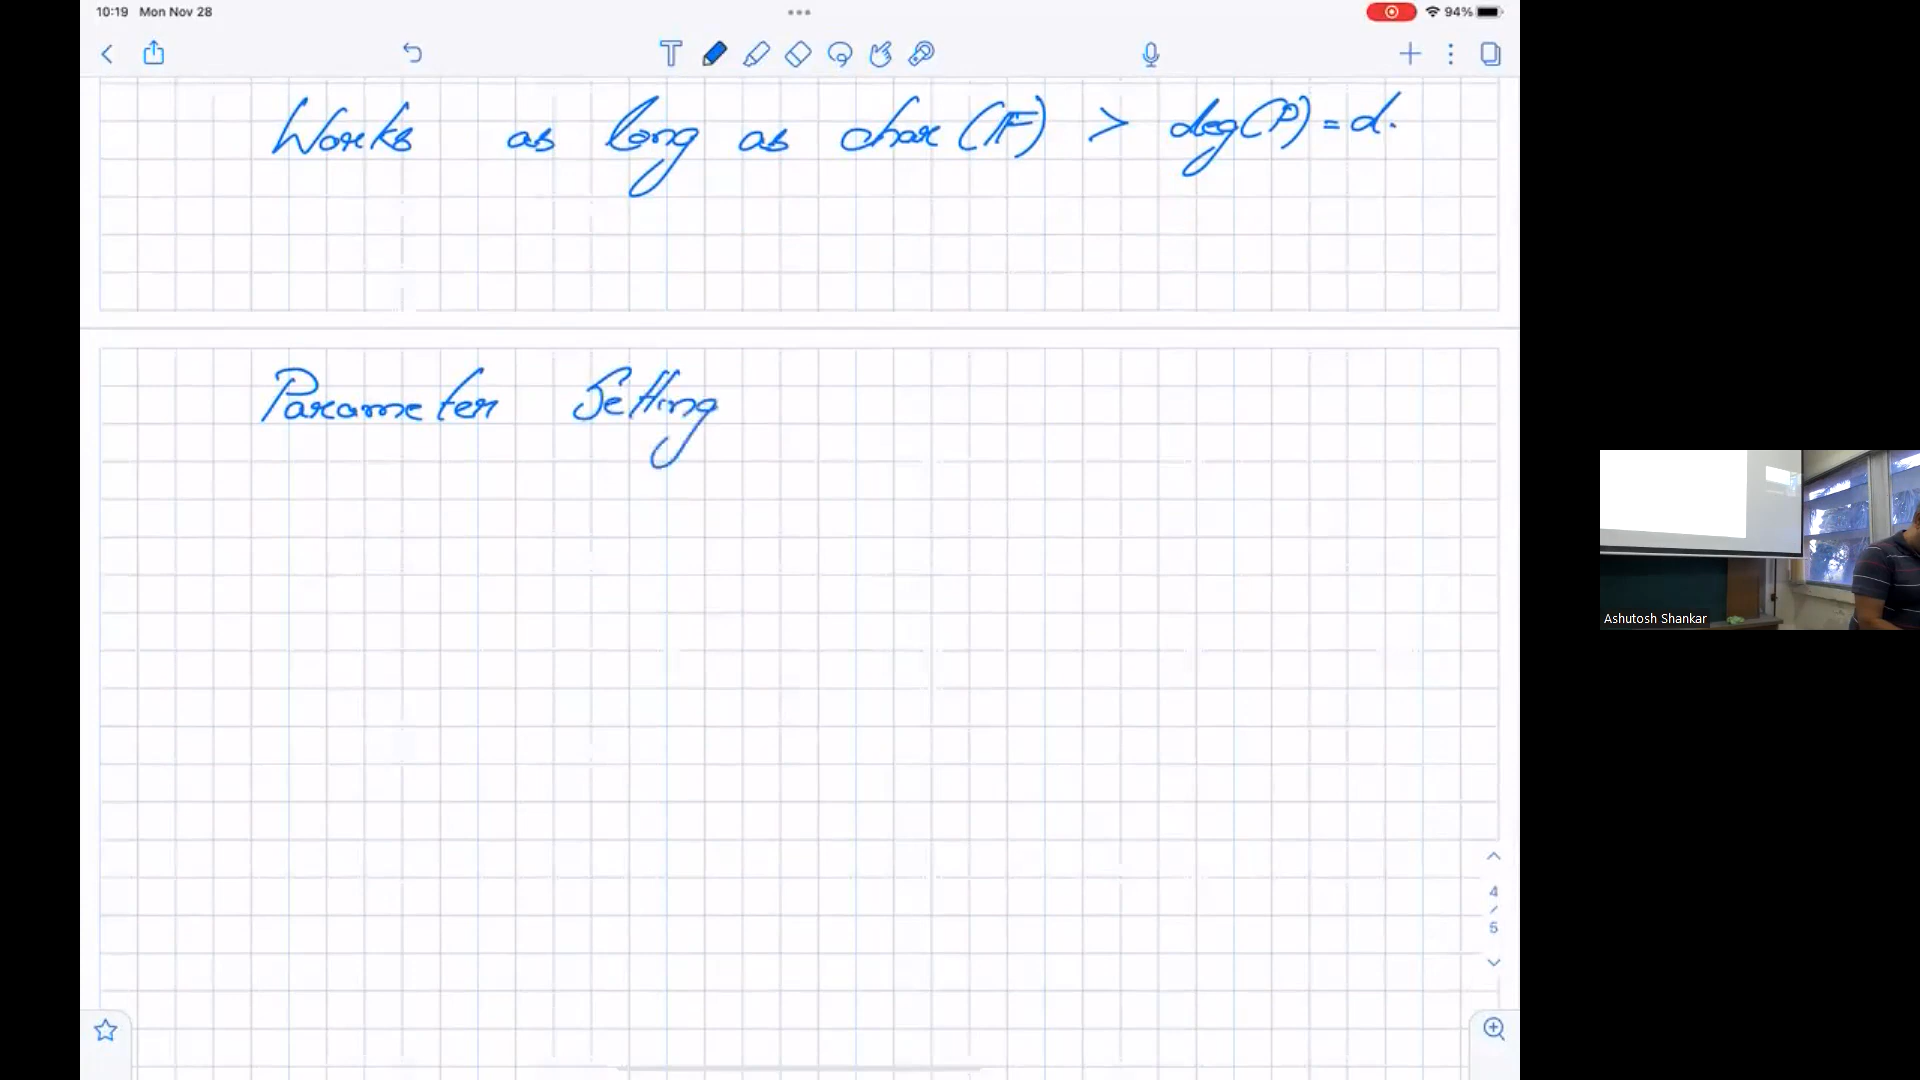 10:19 Mon Nov 28
94%
T
Works as long as char (F) > deg(P) = d.
Parameter Setting
4
/
5
Ashutosh Shankar